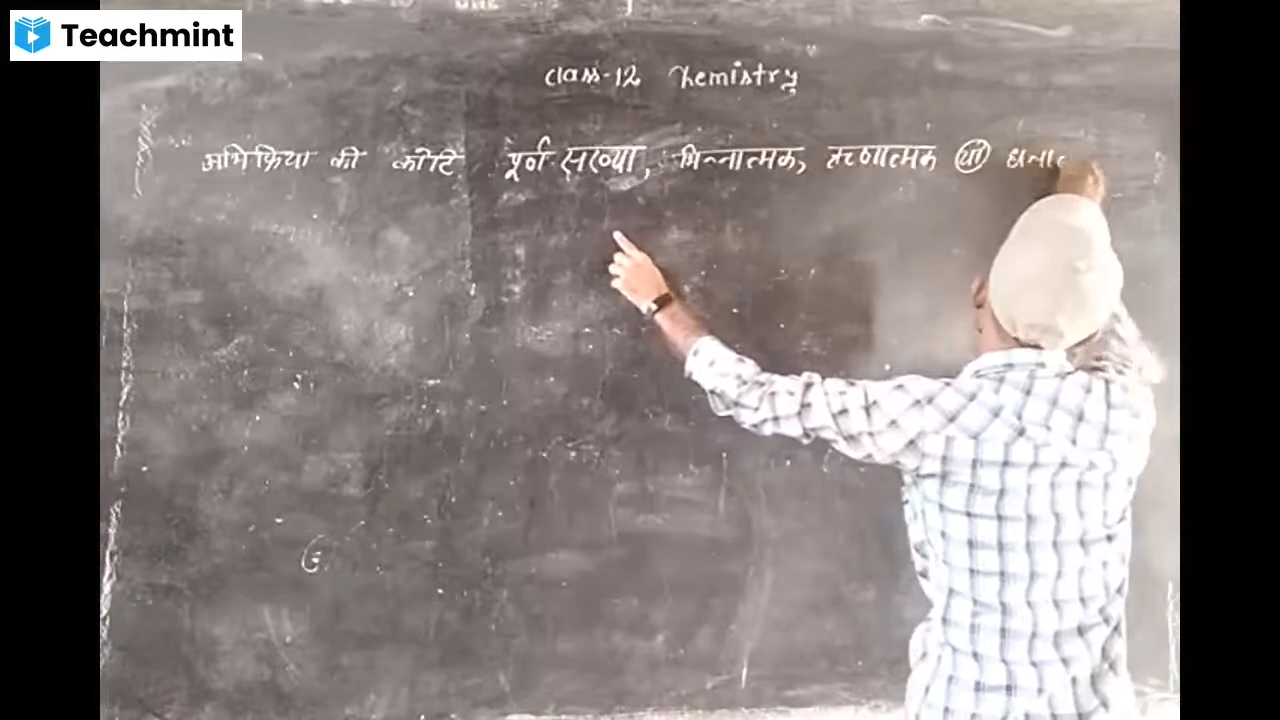 Teachmint
Class-12 Chemistry
अभिक्रिया की कोटि पूर्ण संख्या, भिन्नात्मक, ऋणात्मक या